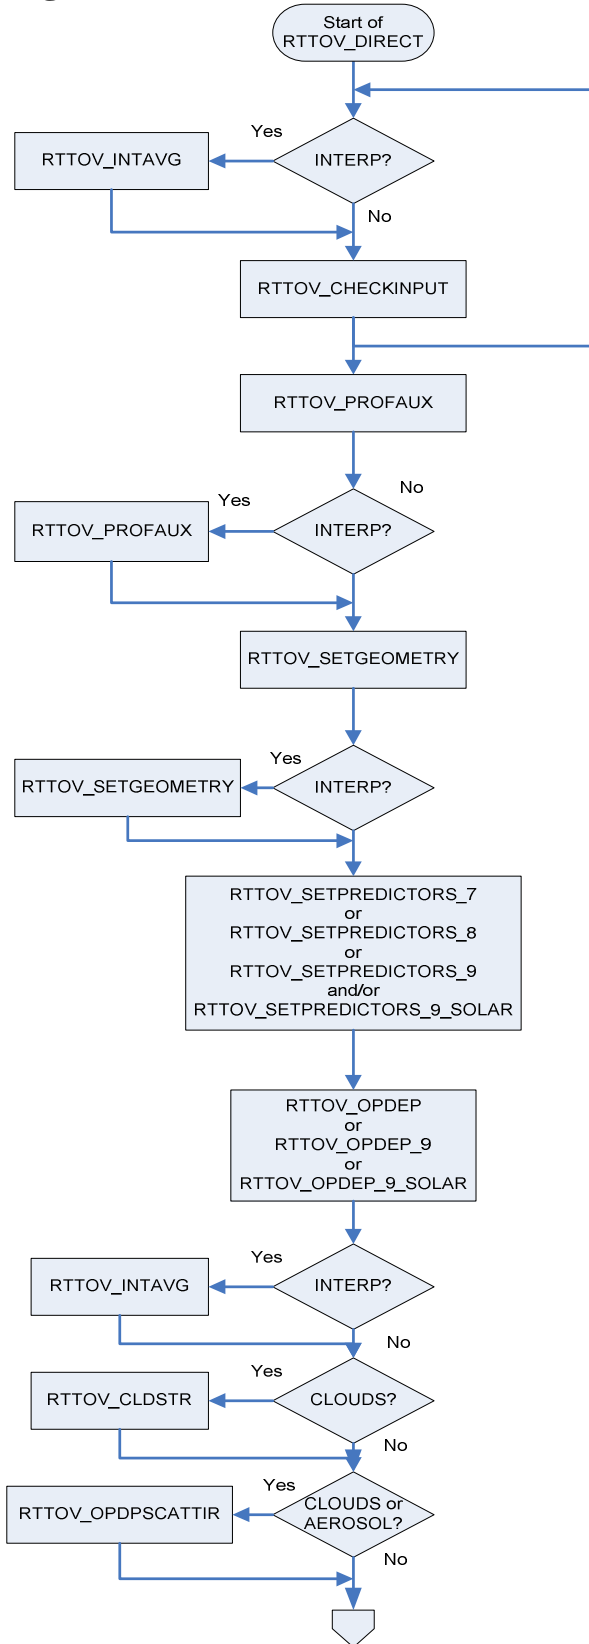 Start of
RTTOV_DIRECT
Yes
INTERP?
RTTOV_INTAVG
No
RTTOV_CHECKINPUT
RTTOV_PROFAUX
No
Yes
INTERP?
RTTOV_PROFAUX
RTTOV_SETGEOMETRY
Yes
INTERP?
RTTOV_SETGEOMETRY
RTTOV_SETPREDICTORS_7
or
RTTOV_SETPREDICTORS_8
or
RTTOV_SETPREDICTORS_9
and/or
RTTOV_SETPREDICTORS_9_SOLAR
RTTOV_OPDEP
or
RTTOV_OPDEP_9
or
RTTOV_OPDEP_9_SOLAR
Yes
INTERP?
RTTOV_INTAVG
No
Yes
CLOUDS?
RTTOV_CLDSTR
No
Yes
CLOUDS or
AEROSOL?
RTTOV_OPDPSCATTIR
No